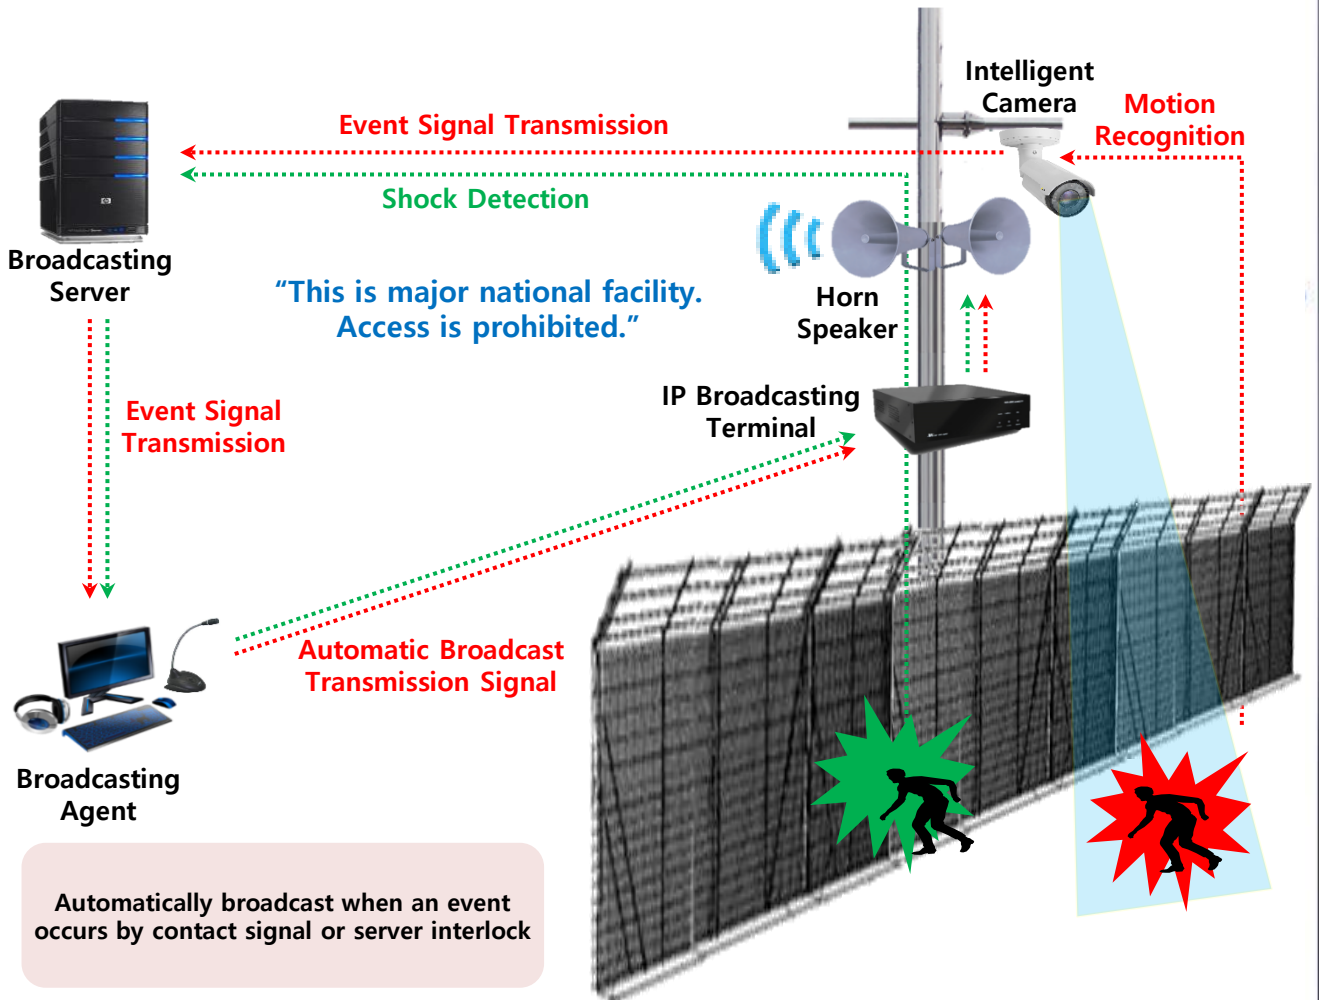 Intelligent
Camera
Motion
Recognition
Event Signal Transmission
Shock Detection
Broadcasting
Server
"This is major national facility.
Access is prohibited."
Horn
Speaker
IP Broadcasting
Terminal
Event Signal
Transmission
Automatic Broadcast
Transmission Signal
Broadcasting
Agent
Automatically broadcast when an event
occurs by contact signal or server interlock